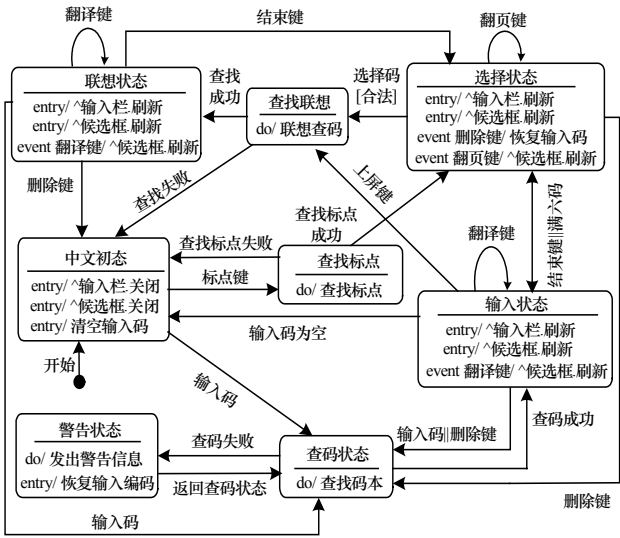 翻译键
结束键
翻页键
联想状态
entry/ ^输入栏.刷新
entry/ ^候选框.刷新
event 翻译键/ ^候选框.刷新
查找
成功
查找联想
do/ 联想查码
选择码
[合法]
选择状态
entry/ ^输入栏.刷新
entry/ ^候选框.刷新
event 删除键/ 恢复输入码
event 翻页键/ ^候选框.刷新
删除键
查找失败
上屏键
结束键||满六码
中文初态
entry/ ^输入栏.关闭
entry/ ^候选框.关闭
entry/ 清空输入码
查找标点失败
标点键
查找标点
成功
查找标点
do/ 查找标点
翻译键
输入状态
entry/ ^输入栏.刷新
entry/ ^候选框.刷新
event 翻译键/ ^候选框.刷新
输入码为空
开始
输入码
警告状态
do/ 发出警告信息
entry/ 恢复输入编码
查码失败
返回查码状态
查码状态
do/ 查找码本
输入码||删除键
查码成功
输入码
删除键